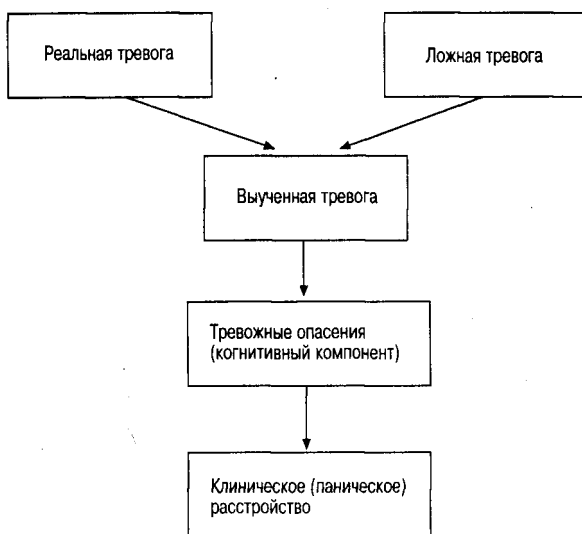 Реальная тревога
Ложная тревога
Выученная тревога
Тревожные опасения
(когнитивный компонент)
Клиническое (паническое)
расстройство